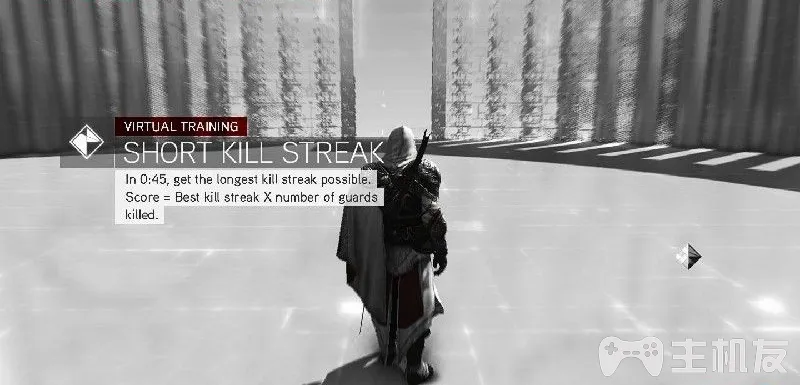 VIRTUAL TRAINING
SHORT KILL STREAK
In 0:45, get the longest kill streak possible.
Score = Best kill streak X number of guards
killed.
主机友